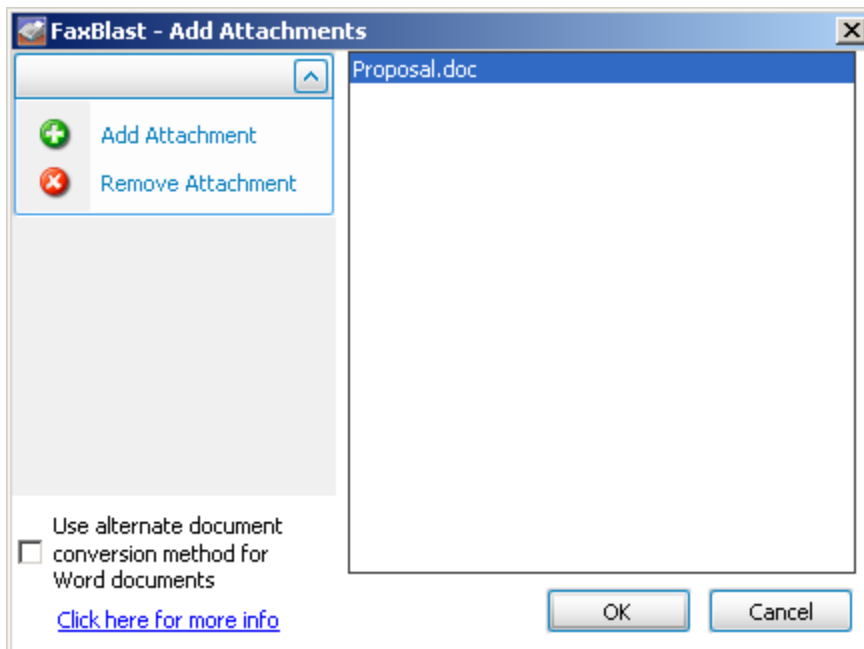 FaxBlast - Add Attachments
Add Attachment
Remove Attachment
Proposal.doc
Use alternate document
conversion method for
Word documents
Click here for more info
OK
Cancel